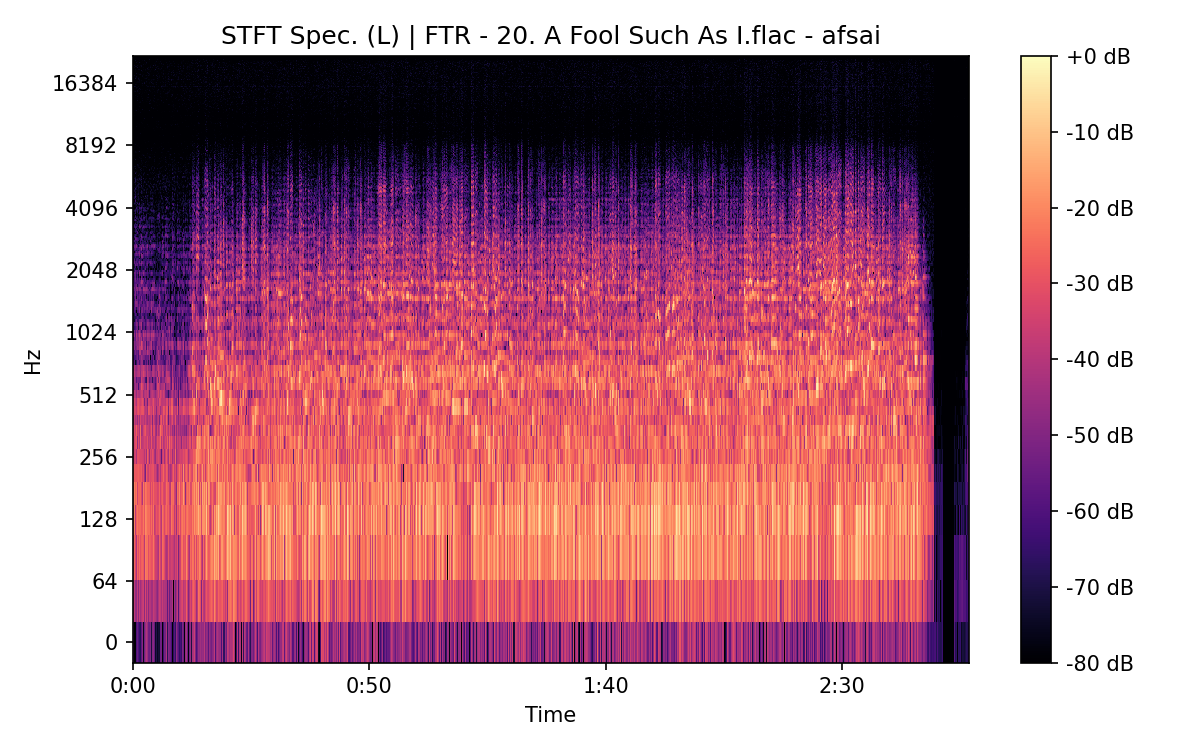 STFT Spec. (L) | FTR - 20. A Fool Such As I.flac - afsai
16384
8192
4096
2048
1024
512
256
128
64
0
Hz
0:00
0:50
1:40
2:30
Time
+0 dB
-10 dB
-20 dB
-30 dB
-40 dB
-50 dB
-60 dB
-70 dB
-80 dB